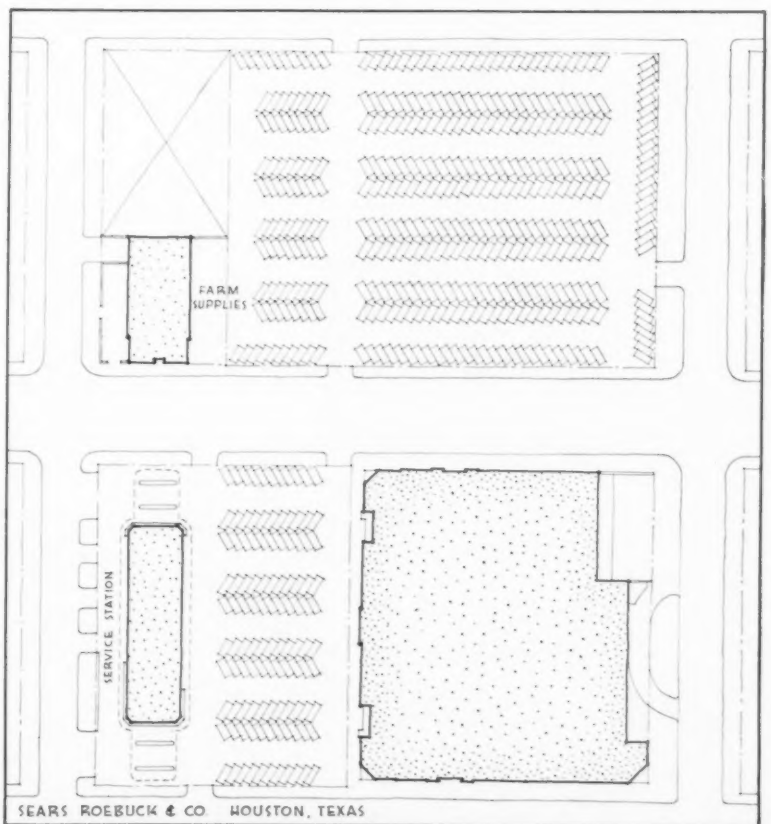 FARM
SUPPLIES
SERVICE STATION
SEARS ROEBUCK & CO. HOUSTON, TEXAS